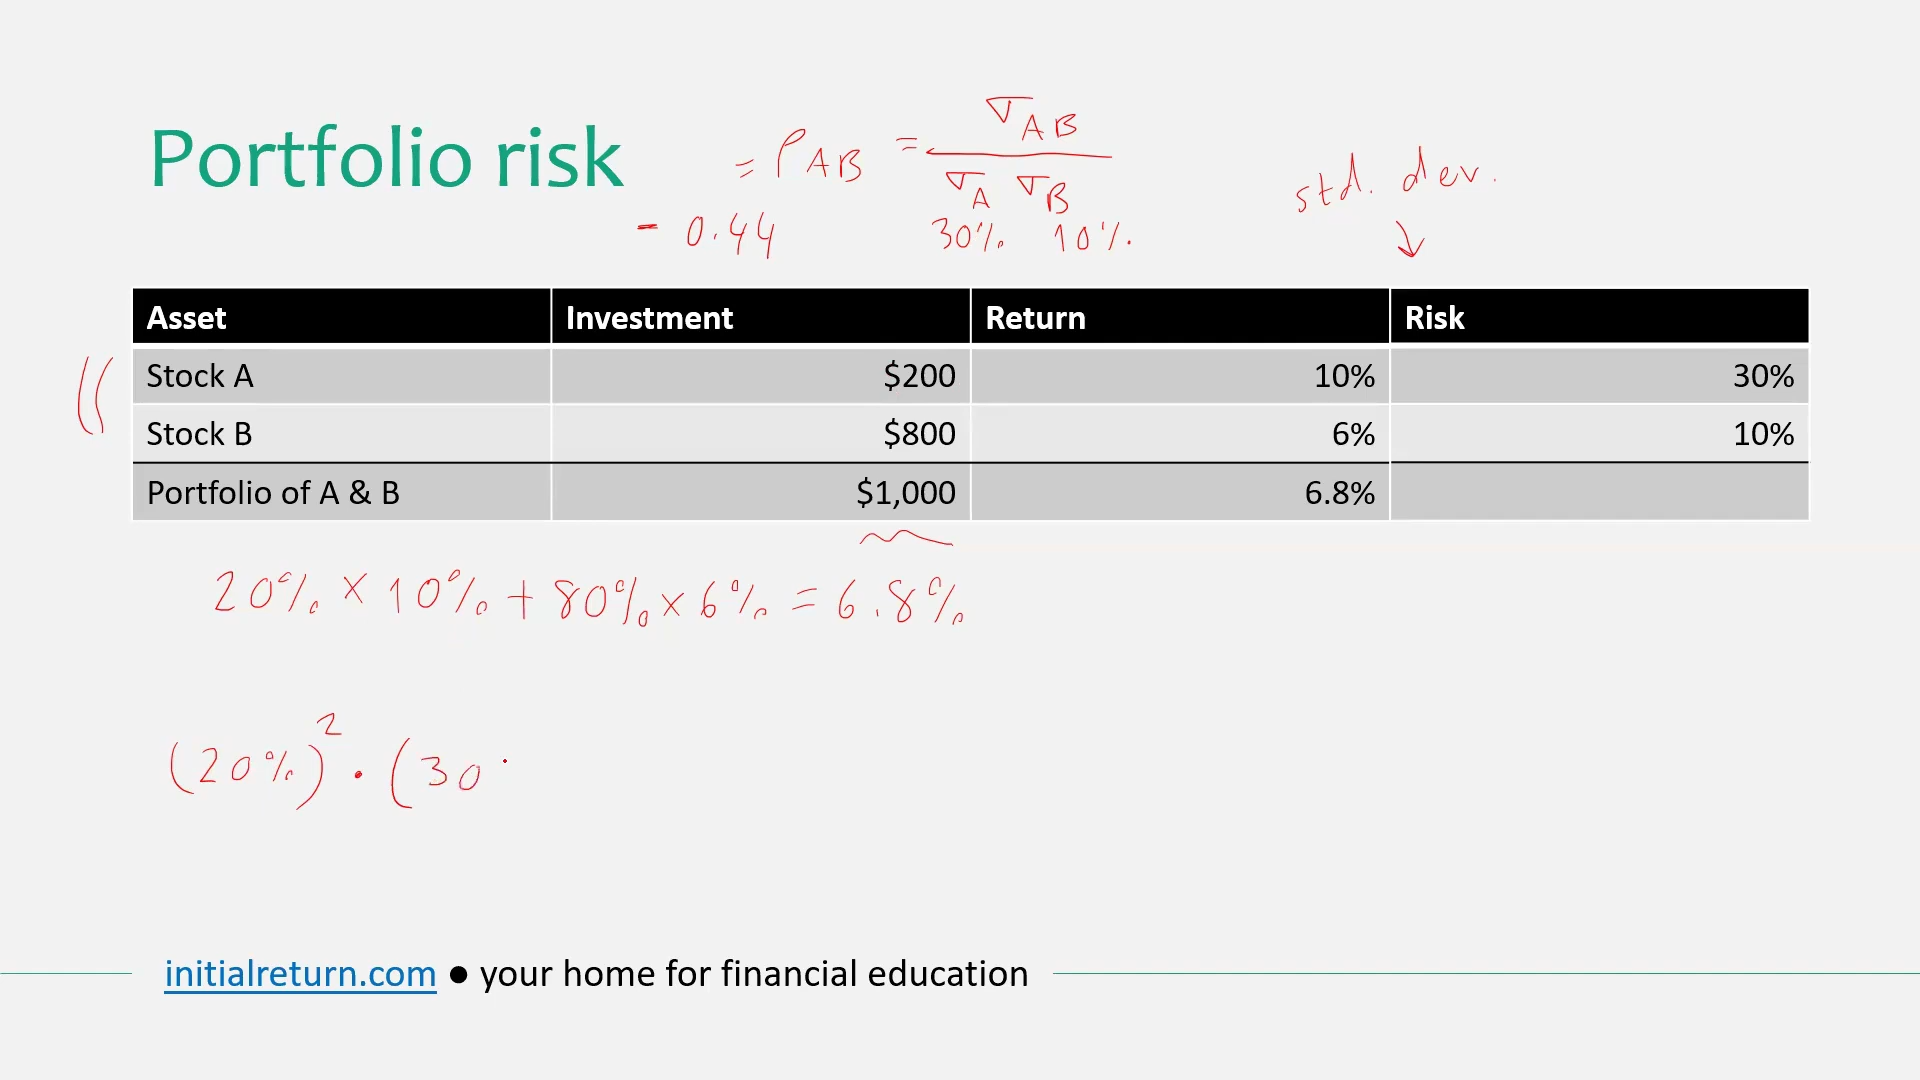 Portfolio risk
= ρAB = σAB / σA σB
- 0.44
30% 10%
std. dev.
Asset Investment Return Risk
Stock A $200 10% 30%
Stock B $800 6% 10%
Portfolio of A & B $1,000 6.8%
20% × 10% + 80% × 6% = 6.8%
(20%)² · (30
initialreturn.com ● your home for financial education